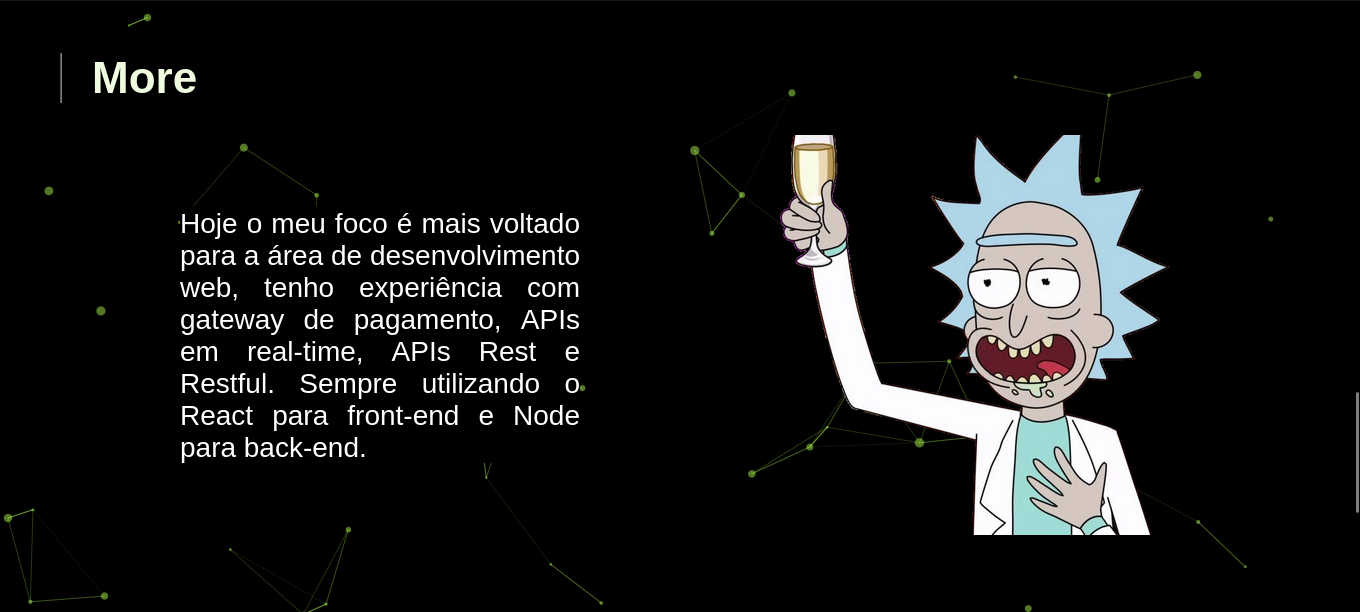 More
Hoje o meu foco é mais voltado
para a área de desenvolvimento
web, tenho experiência com
gateway de pagamento, APIs
em real-time, APIs Rest e
Restful. Sempre utilizando o
React para front-end e Node
para back-end.